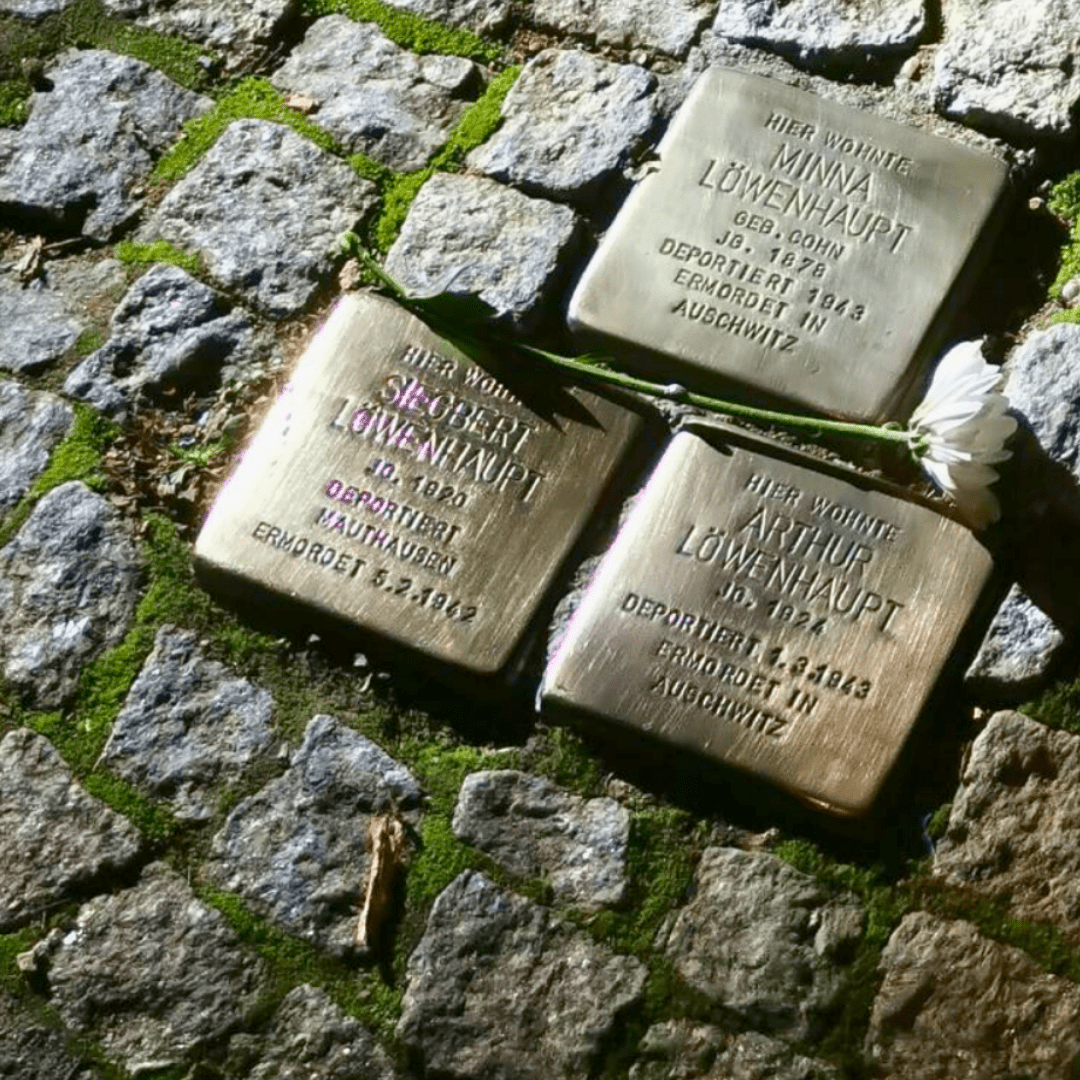 HIER WOHNTE
MINNA
LÖWENHAUPT
GEB. COHN
JG. 1878
DEPORTIERT 1943
ERMORDET IN
AUSCHWITZ
HIER
SIEGBERT
LÖWENHAUPT
JG. 1920
DEPORTIERT
MAUTHAUSEN
ERMORDET 5.2.1942
HIER WOHNTE
ARTHUR
LÖWENHAUPT
JG. 1924
DEPORTIERT 1.3.1943
ERMORDET IN
AUSCHWITZ